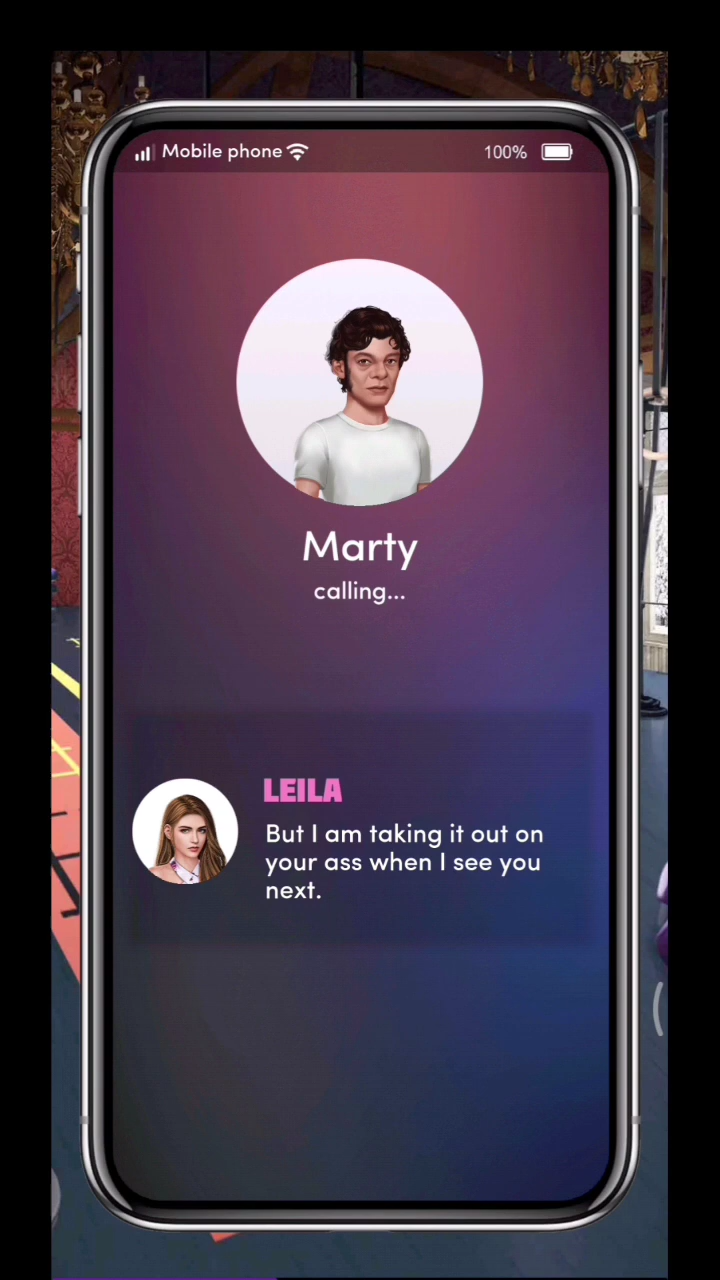 Mobile phone 100%
Marty
calling...
LEILA
But I am taking it out on
your ass when I see you
next.